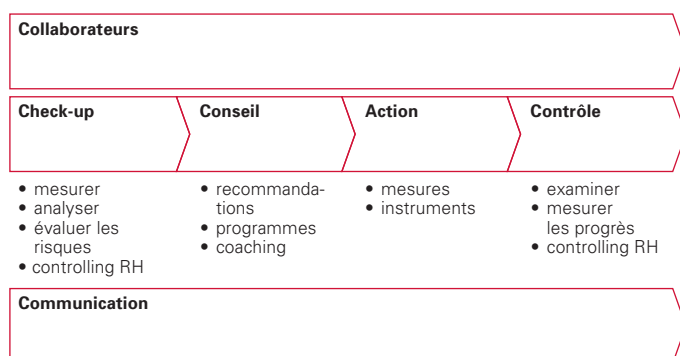 Collaborateurs
Check-up
Conseil
Action
Contrôle
• mesurer
• analyser
• évaluer les
risques
• controlling RH
• recommanda-
tions
• programmes
• coaching
• mesures
• instruments
• examiner
• mesurer
les progrès
• controlling RH
Communication